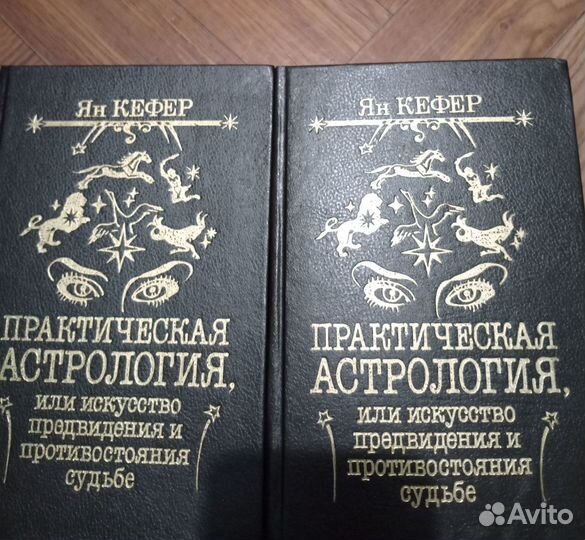 Ян КЕФЕР
ПРАКТИЧЕСКАЯ
АСТРОЛОГИЯ,
или искусство
предвидения и
противостояния
судьбе
Ян КЕФЕР
ПРАКТИЧЕСКАЯ
АСТРОЛОГИЯ,
или искусство
предвидения и
противостояния
судьбе
Avito